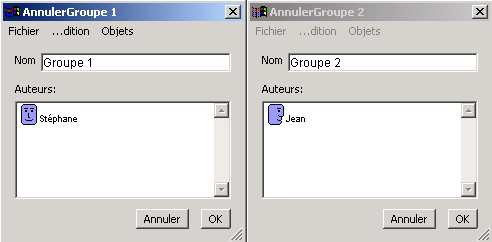 AnnulerGroupe 1
Fichier ...dition Objets
Nom Groupe 1
Auteurs:
Stéphane
Annuler OK
AnnulerGroupe 2
Fichier ...dition Objets
Nom Groupe 2
Auteurs:
Jean
Annuler OK